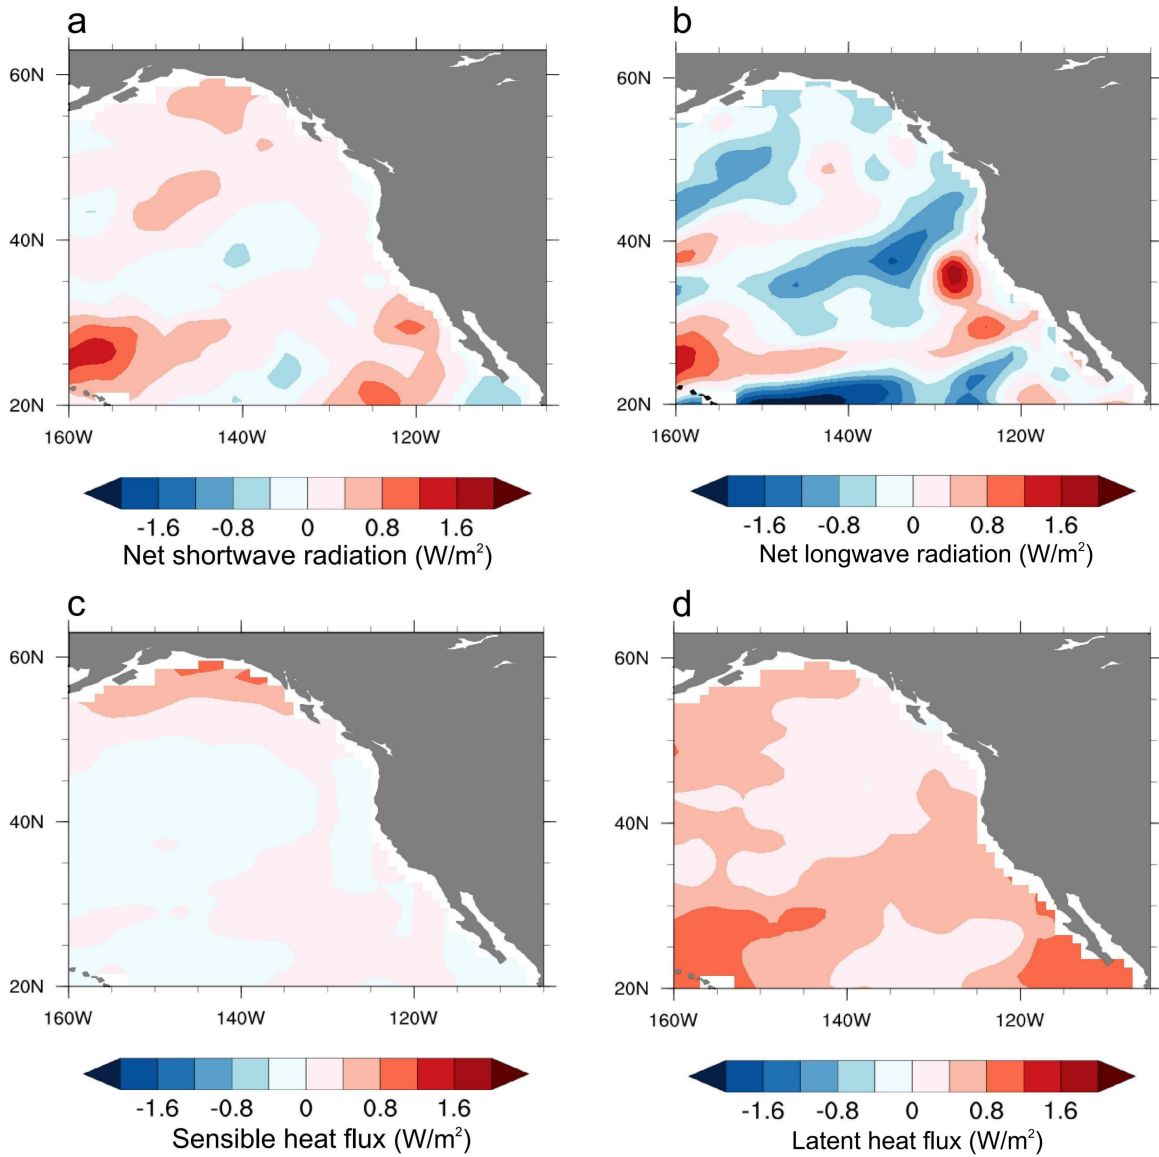 a
60N
40N
20N
160W 140W 120W
-1.6 -0.8 0 0.8 1.6
Net shortwave radiation (W/m²)
b
60N
40N
20N
160W 140W 120W
-1.6 -0.8 0 0.8 1.6
Net longwave radiation (W/m²)
c
60N
40N
20N
160W 140W 120W
-1.6 -0.8 0 0.8 1.6
Sensible heat flux (W/m²)
d
60N
40N
20N
160W 140W 120W
-1.6 -0.8 0 0.8 1.6
Latent heat flux (W/m²)